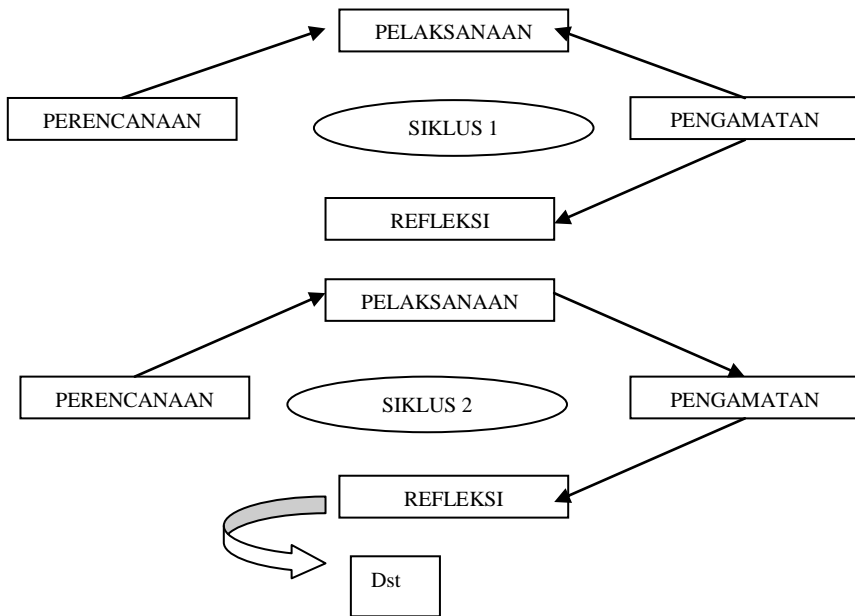 PELAKSANAAN
PERENCANAAN
SIKLUS 1
PENGAMATAN
REFLEKSI
PELAKSANAAN
PERENCANAAN
SIKLUS 2
PENGAMATAN
REFLEKSI
Dst